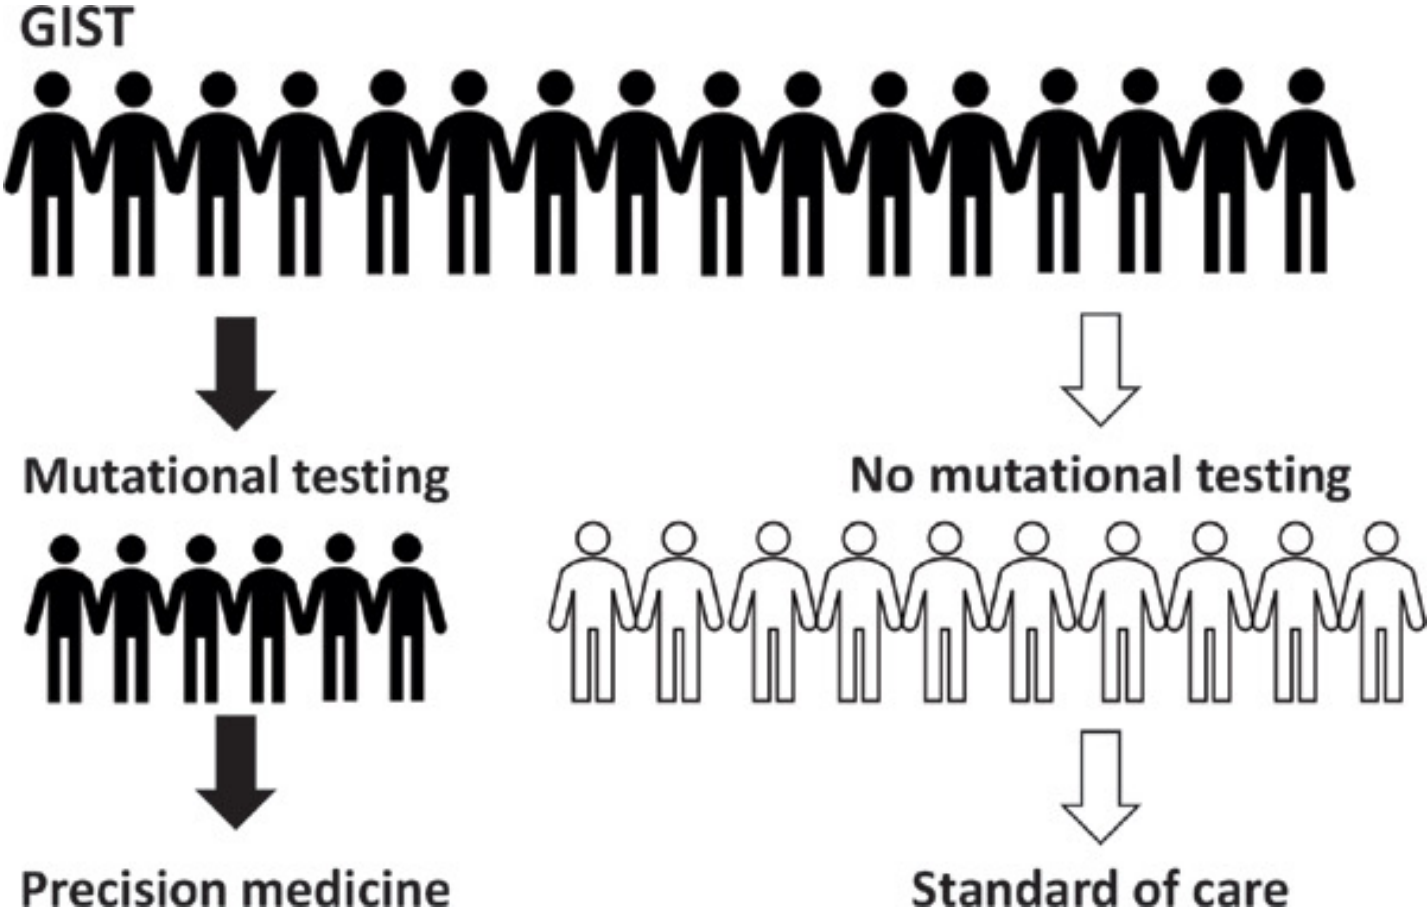 GIST
Mutational testing
No mutational testing
Precision medicine
Standard of care